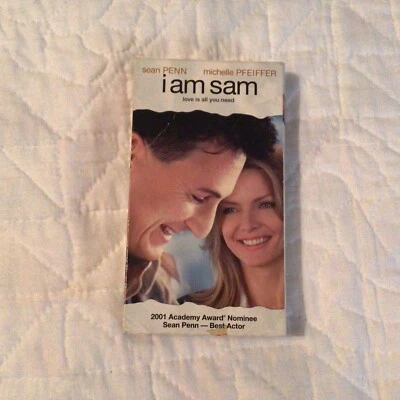 sean PENN michelle PFEIFFER
i am sam
love is all you need
2001 Academy Award® Nominee
Sean Penn — Best Actor